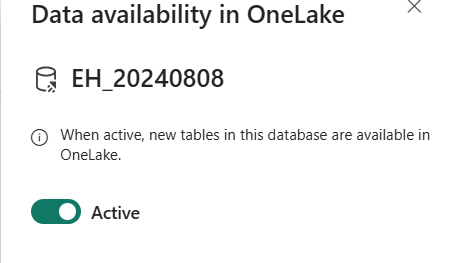 Data availability in OneLake
EH_20240808
When active, new tables in this database are available in
OneLake.
Active